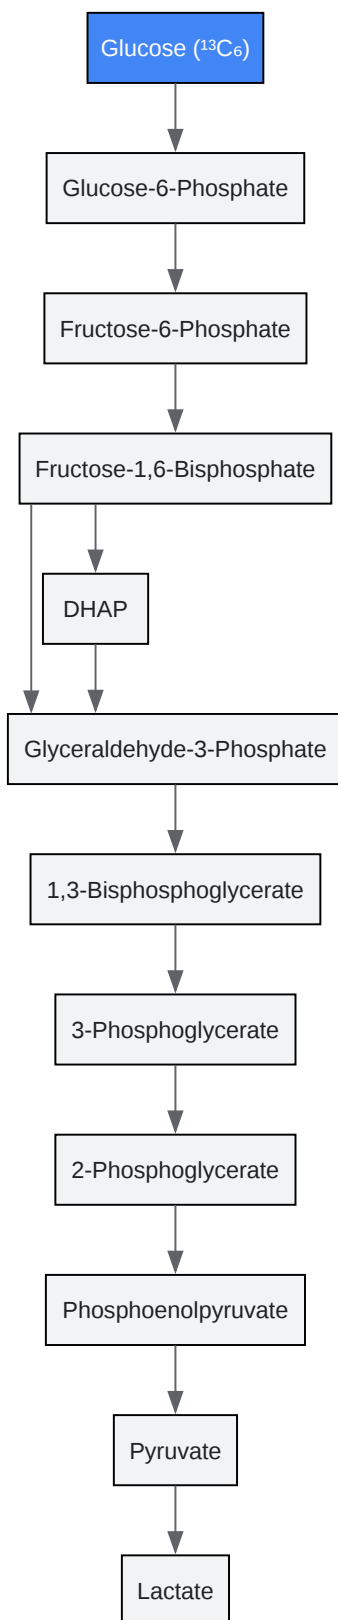 Glucose (¹³C₆)
Glucose-6-Phosphate
Fructose-6-Phosphate
Fructose-1,6-Bisphosphate
DHAP
Glyceraldehyde-3-Phosphate
1,3-Bisphosphoglycerate
3-Phosphoglycerate
2-Phosphoglycerate
Phosphoenolpyruvate
Pyruvate
Lactate